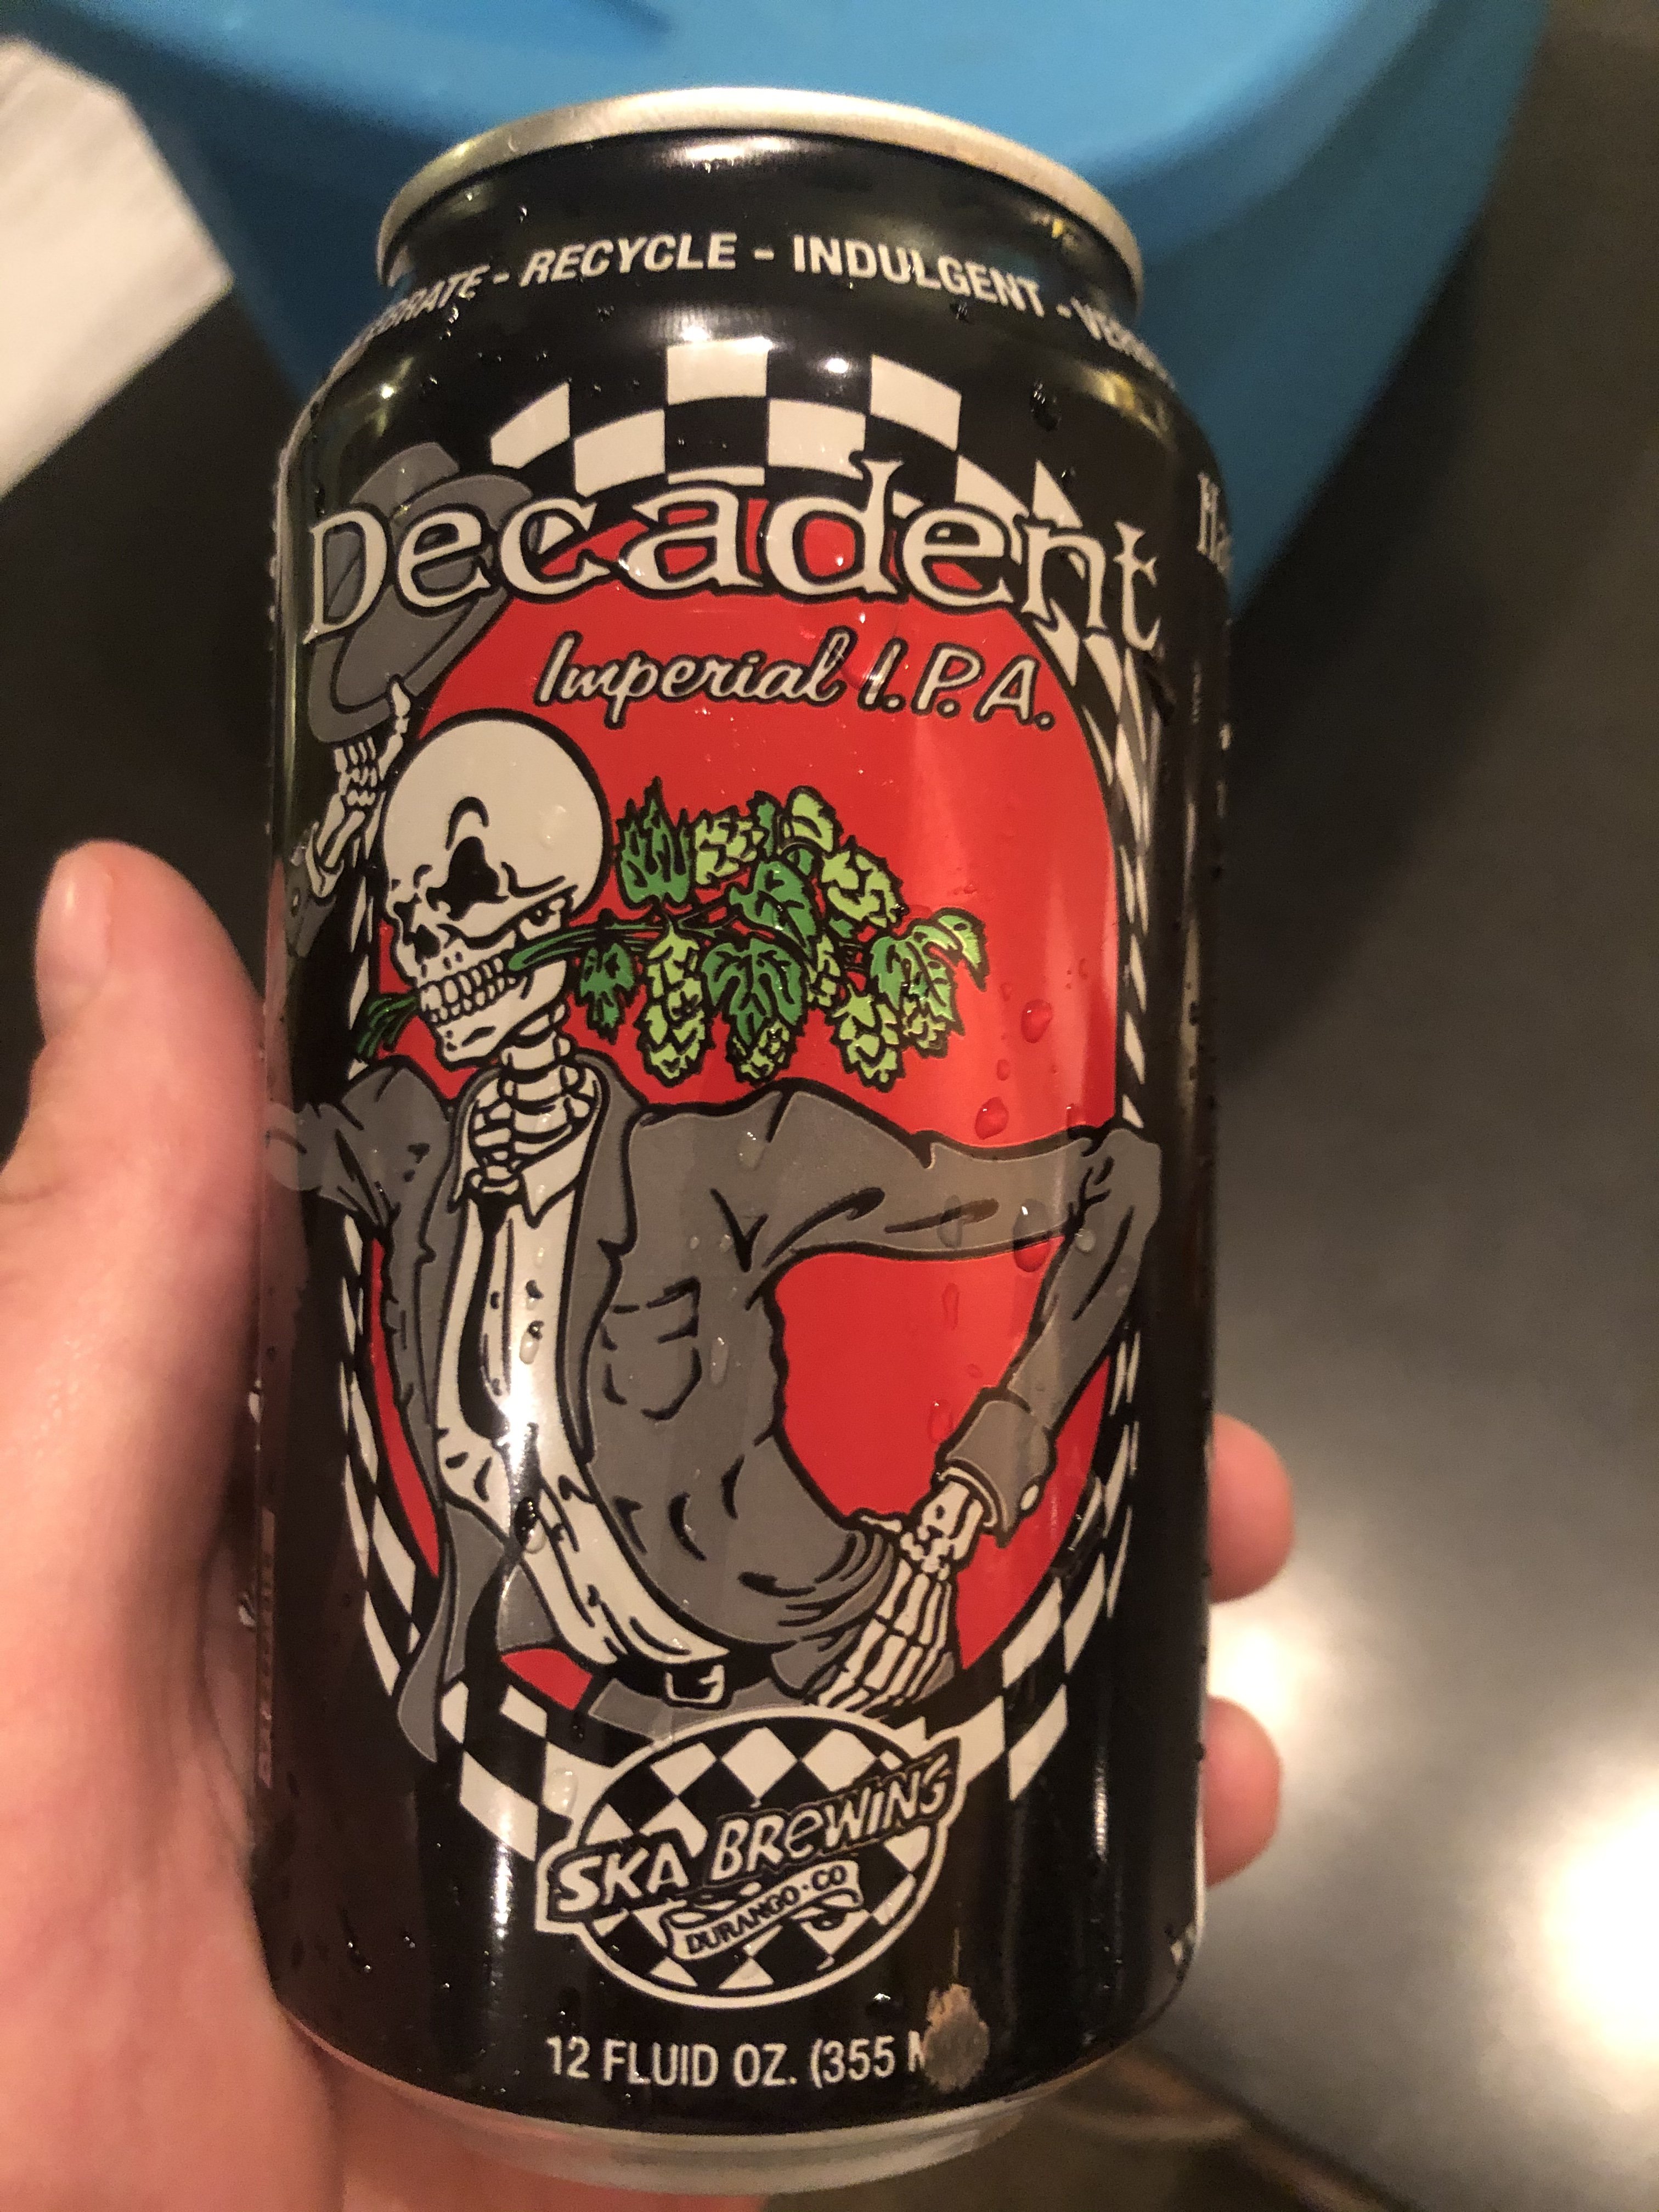 - RECYCLE - INDULGENT -
Decadent
Imperial I.P.A.
SKA BREWING
DURANGO·CO
12 FLUID OZ. (355